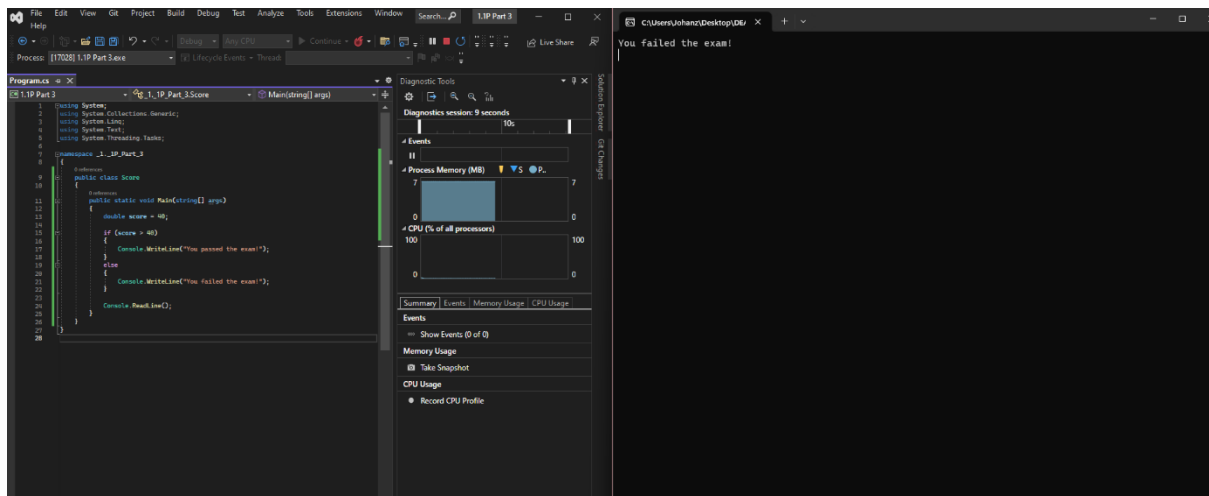 File Edit View Git Project Build Debug Test Analyze Tools Extensions Window Search... 1.1P Part 3
Help
Debug Any CPU Continue Live Share
Process: [17028] 1.1P Part 3.exe Lifecycle Events Thread:
Program.cs
1.1P Part 3 _1._1P_Part_3.Score Main(string[] args)
1 using System;
2 using System.Collections.Generic;
3 using System.Linq;
4 using System.Text;
5 using System.Threading.Tasks;
6
7 namespace _1._1P_Part_3
8 {
0 references
9 public class Score
10 {
0 references
11 public static void Main(string[] args)
12 {
13 double score = 40;
14
15 if (score > 40)
16 {
17 Console.WriteLine("You passed the exam!");
18 }
19 else
20 {
21 Console.WriteLine("You failed the exam!");
22 }
23
24 Console.ReadLine();
25 }
26 }
27 }
28
Diagnostic Tools
Diagnostics session: 9 seconds
10s
Events
Process Memory (MB) S P..
7 7
0 0
CPU (% of all processors)
100 100
0 0
Summary Events Memory Usage CPU Usage
Events
Show Events (0 of 0)
Memory Usage
Take Snapshot
CPU Usage
Record CPU Profile
Solution Explorer
Git Changes
C:\Users\Johanz\Desktop\DE/
You failed the exam!